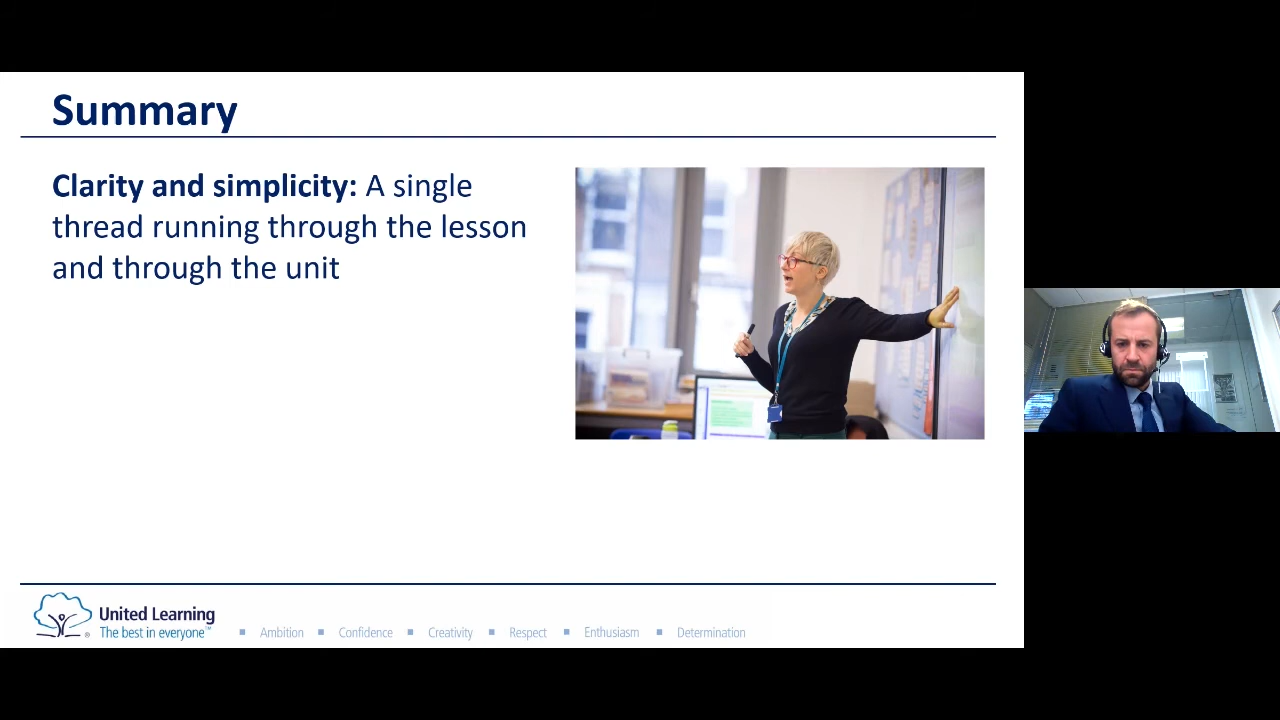 Summary
Clarity and simplicity: A single
thread running through the lesson
and through the unit
United Learning
The best in everyone™
Ambition
Confidence
Creativity
Respect
Enthusiasm
Determination